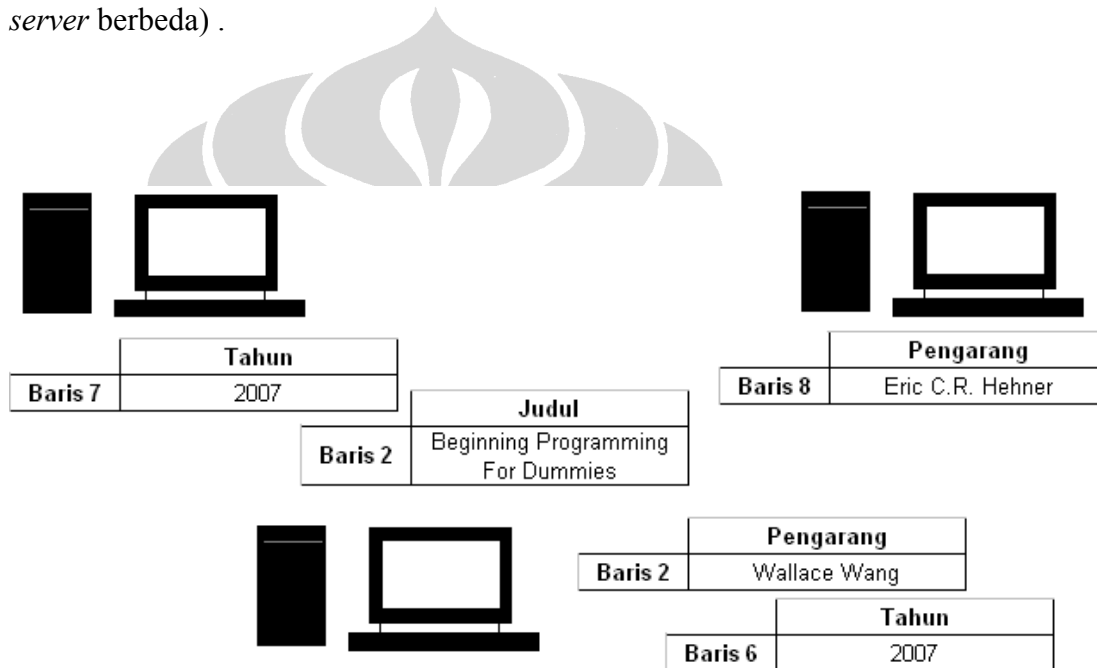 server berbeda) .
Tahun
Baris 7 2007
Judul
Baris 2 Beginning Programming
For Dummies
Pengarang
Baris 8 Eric C.R. Hehner
Pengarang
Baris 2 Wallace Wang
Tahun
Baris 6 2007